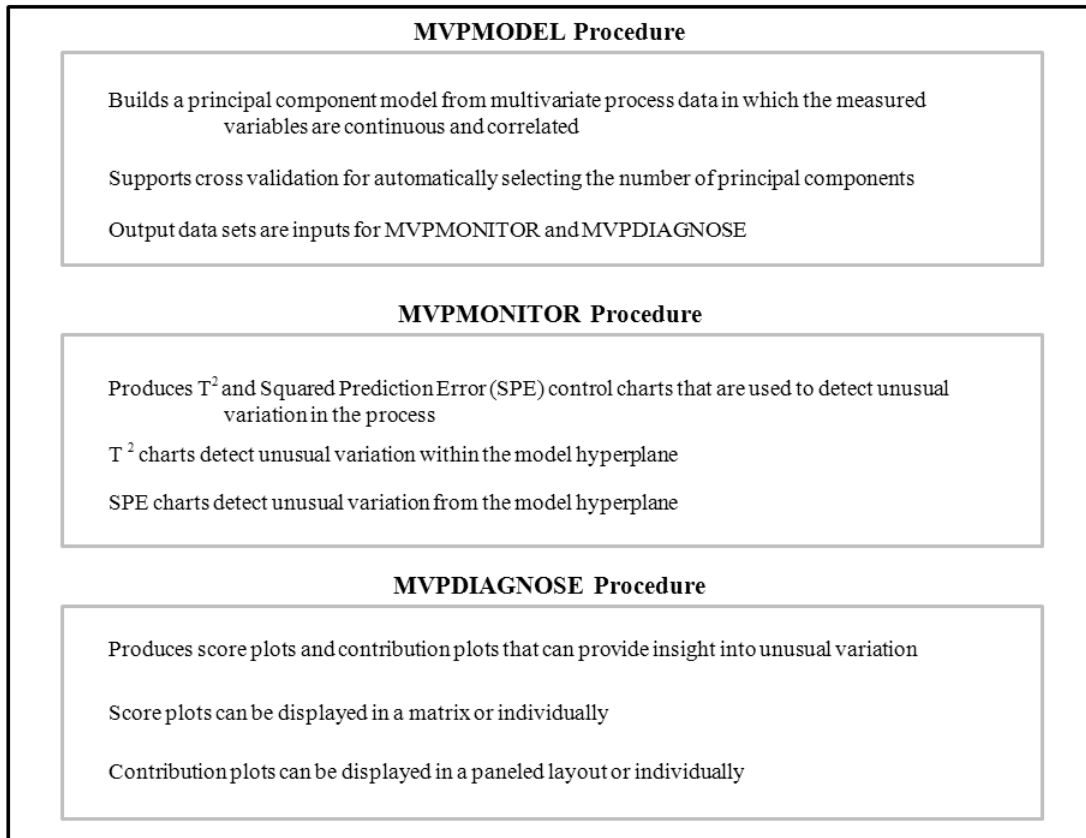 MVPMODEL Procedure
Builds a principal component model from multivariate process data in which the measured
variables are continuous and correlated
Supports cross validation for automatically selecting the number of principal components
Output data sets are inputs for MVPMONITOR and MVPDIAGNOSE
MVPMONITOR Procedure
Produces T² and Squared Prediction Error (SPE) control charts that are used to detect unusual
variation in the process
T ² charts detect unusual variation within the model hyperplane
SPE charts detect unusual variation from the model hyperplane
MVPDIAGNOSE Procedure
Produces score plots and contribution plots that can provide insight into unusual variation
Score plots can be displayed in a matrix or individually
Contribution plots can be displayed in a paneled layout or individually